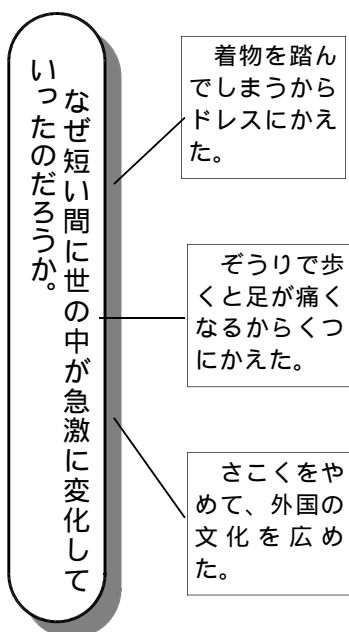 なぜ短い間に世の中が急激に変化して
いったのだろうか。
着物を踏ん
でしまうから
ドレスにかえ
た。
ぞうりで歩
くと足が痛く
なるからくつ
にかえた。
さこくをや
めて、外国の
文化を広め
た。